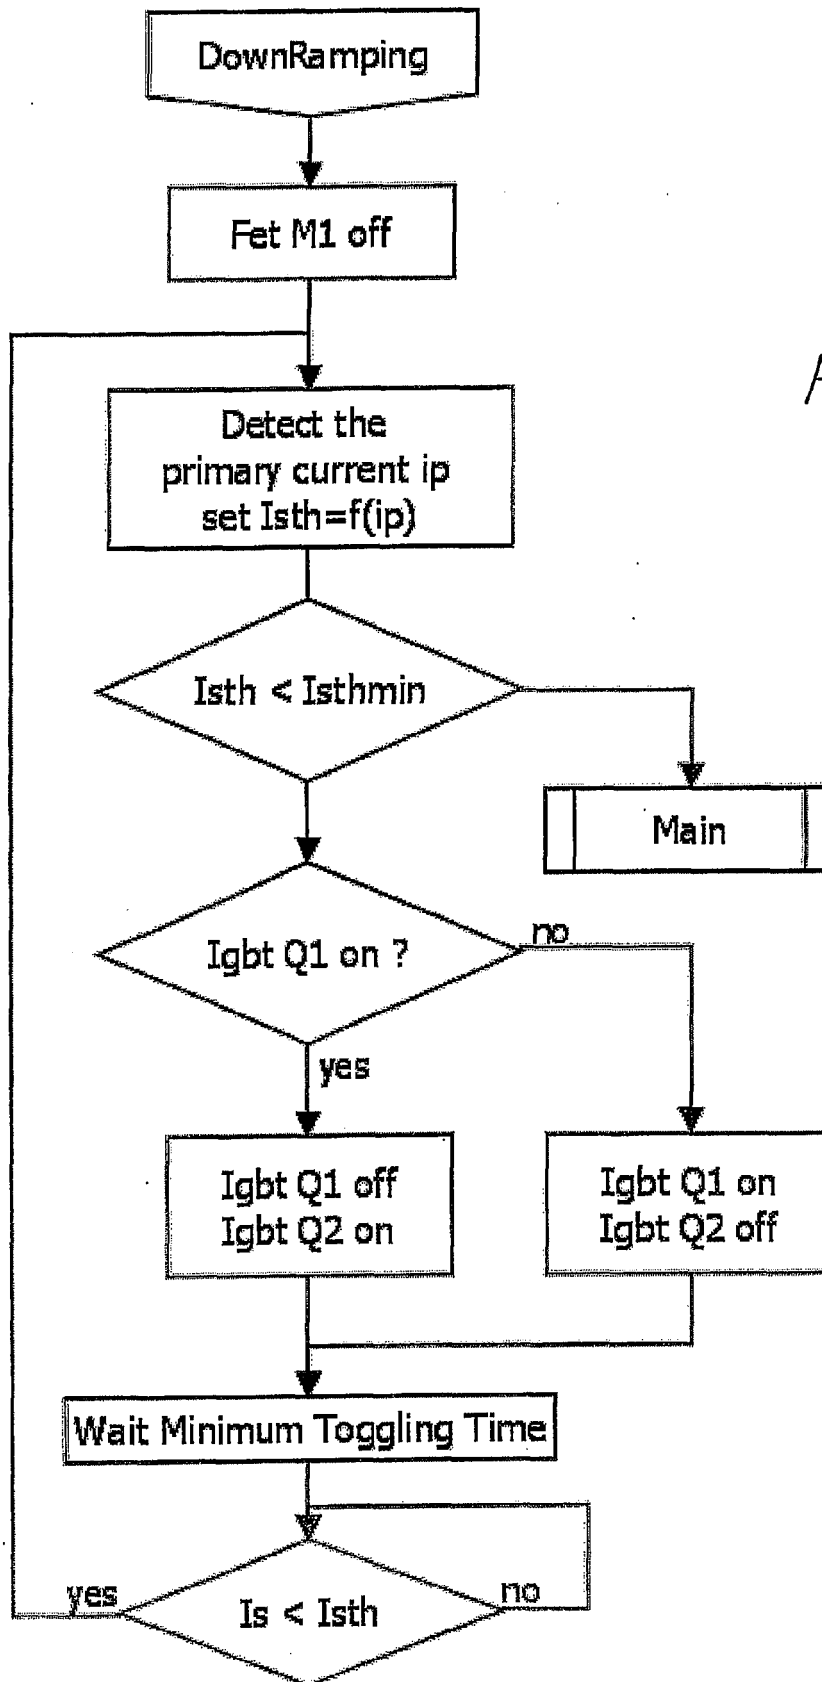 DownRamping
Fet M1 off
Detect the
primary current ip
set Isth=f(ip)
Isth < Isthmin
Main
Igbt Q1 on ?
no
yes
Igbt Q1 off
Igbt Q2 on
Igbt Q1 on
Igbt Q2 off
Wait Minimum Toggling Time
yes
Is < Isth
no